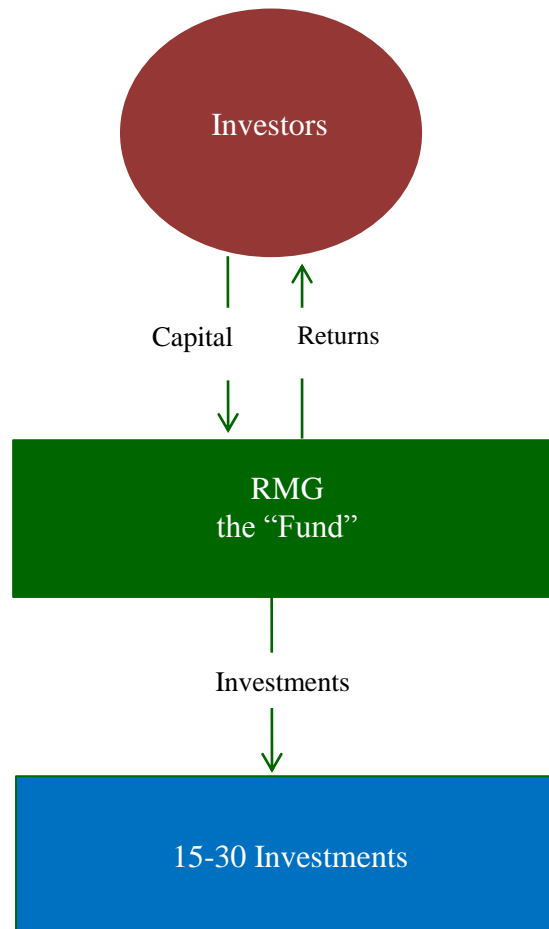 Investors
Capital
Returns
RMG
the “Fund”
Investments
15-30 Investments